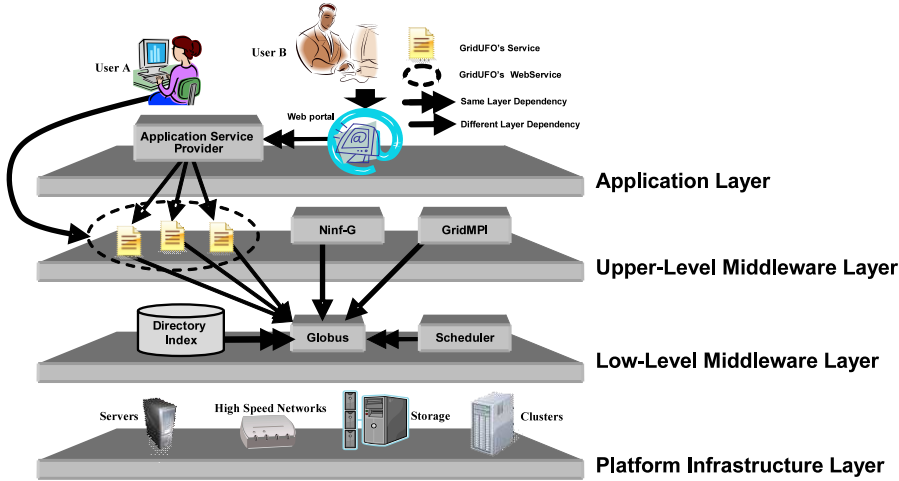 User A
User B
GridUFO's Service
GridUFO's WebService
Same Layer Dependency
Different Layer Dependency
Web portal
@
Application Service
Provider
Application Layer
Ninf-G
GridMPI
Upper-Level Middleware Layer
Directory
Index
Globus
Scheduler
Low-Level Middleware Layer
Servers
High Speed Networks
Storage
Clusters
Platform Infrastructure Layer